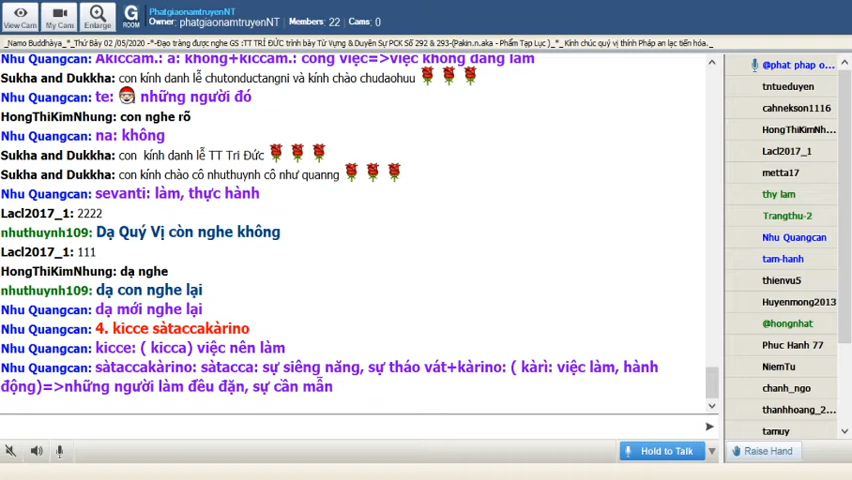 PhatgiaonamtruyenNT
Owner: phatgiaonamtruyenNT Members: 22 Cams: 0
View Cam
My Cam
Enlarge
G
ROOM
_Namo Buddhàya_*_Thứ Bảy 02 /05/2020 -*-Đạo tràng được nghe GS :TT TRÍ ĐỨC trình bày Từ Vựng & Duyên Sự PCK Số 292 & 293-(Pakin.n.aka - Phẩm Tạp Lục ) _*_ Kính chúc quý vị thính Pháp an lạc tiến hóa._
Nhu Quangcan: Akiccam.: a: không+kiccam.: công việc=>việc không đáng làm
Sukha and Dukkha: con kính danh lễ chutonductangni và kính chào chudaohuu
Nhu Quangcan: te: những người đó
HongThiKimNhung: con nghe rõ
Nhu Quangcan: na: không
Sukha and Dukkha: con kính danh lễ TT Tri Đức
Sukha and Dukkha: con kính chào cô nhuthuynh cô như quanng
Nhu Quangcan: sevanti: làm, thực hành
Lacl2017_1: 2222
nhuthuynh109: Dạ Quý Vị còn nghe không
Lacl2017_1: 111
HongThiKimNhung: dạ nghe
nhuthuynh109: dạ con nghe lại
Nhu Quangcan: dạ mới nghe lại
Nhu Quangcan: 4. kicce sàtaccakàrino
Nhu Quangcan: kicce: ( kicca) việc nên làm
Nhu Quangcan: sàtaccakàrino: sàtacca: sự siêng năng, sự tháo vát+kàrino: ( kàrì: việc làm, hành
động)=>những người làm đều đặn, sự cần mẫn
@phat phap o...
tntueduyen
cahnekson1116
HongThiKimNh...
Lacl2017_1
metta17
thy lam
Trangthu-2
Nhu Quangcan
tam-hanh
thienvu5
Huyenmong2013
@hongnhat
Phuc Hanh 77
NiemTu
chanh_ngo
thanhhoang_2...
tamuy
Hold to Talk
Raise Hand